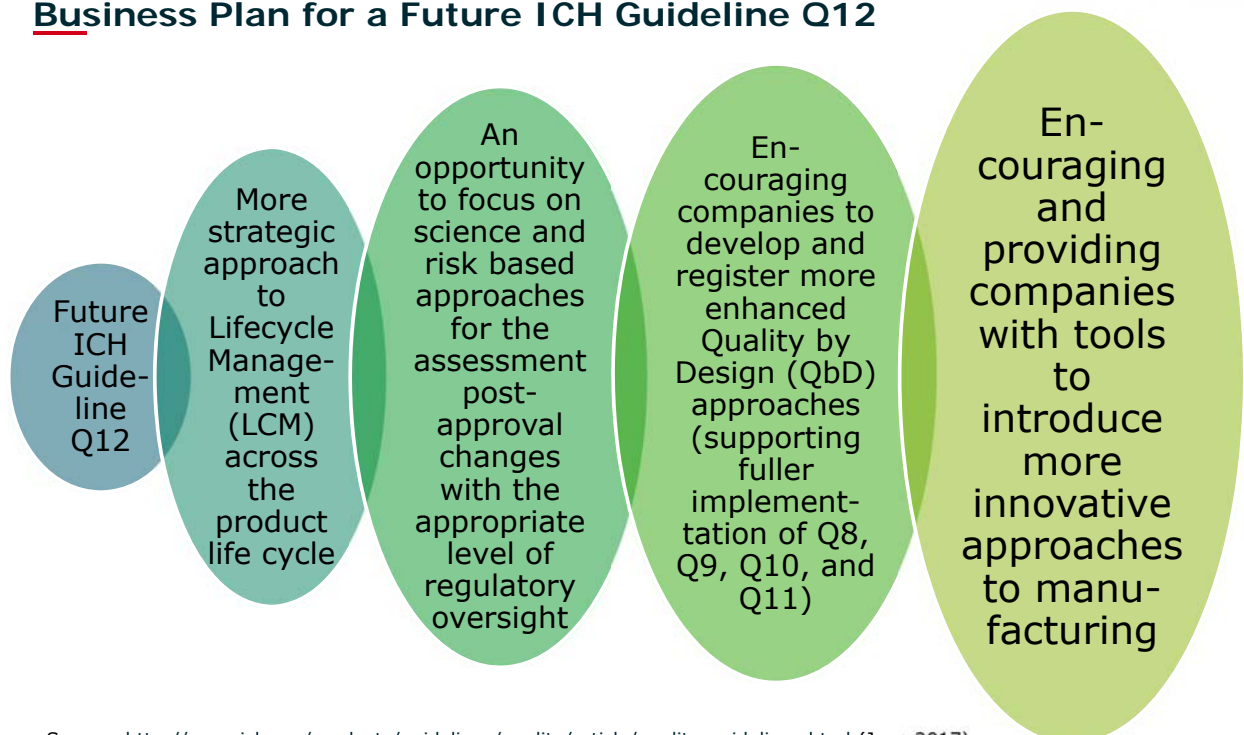 Business Plan for a Future ICH Guideline Q12
Future
ICH
Guide-
line
Q12
More
strategic
approach
to
Lifecycle
Manage-
ment
(LCM)
across
the
product
life cycle
An
opportunity
to focus on
science and
risk based
approaches
for the
assessment
post-
approval
changes
with the
appropriate
level of
regulatory
oversight
En-
couraging
companies to
develop and
register more
enhanced
Quality by
Design (QbD)
approaches
(supporting
fuller
implement-
tation of Q8,
Q9, Q10, and
Q11)
En-
couraging
and
providing
companies
with tools
to
introduce
more
innovative
approaches
to manu-
facturing
2017)